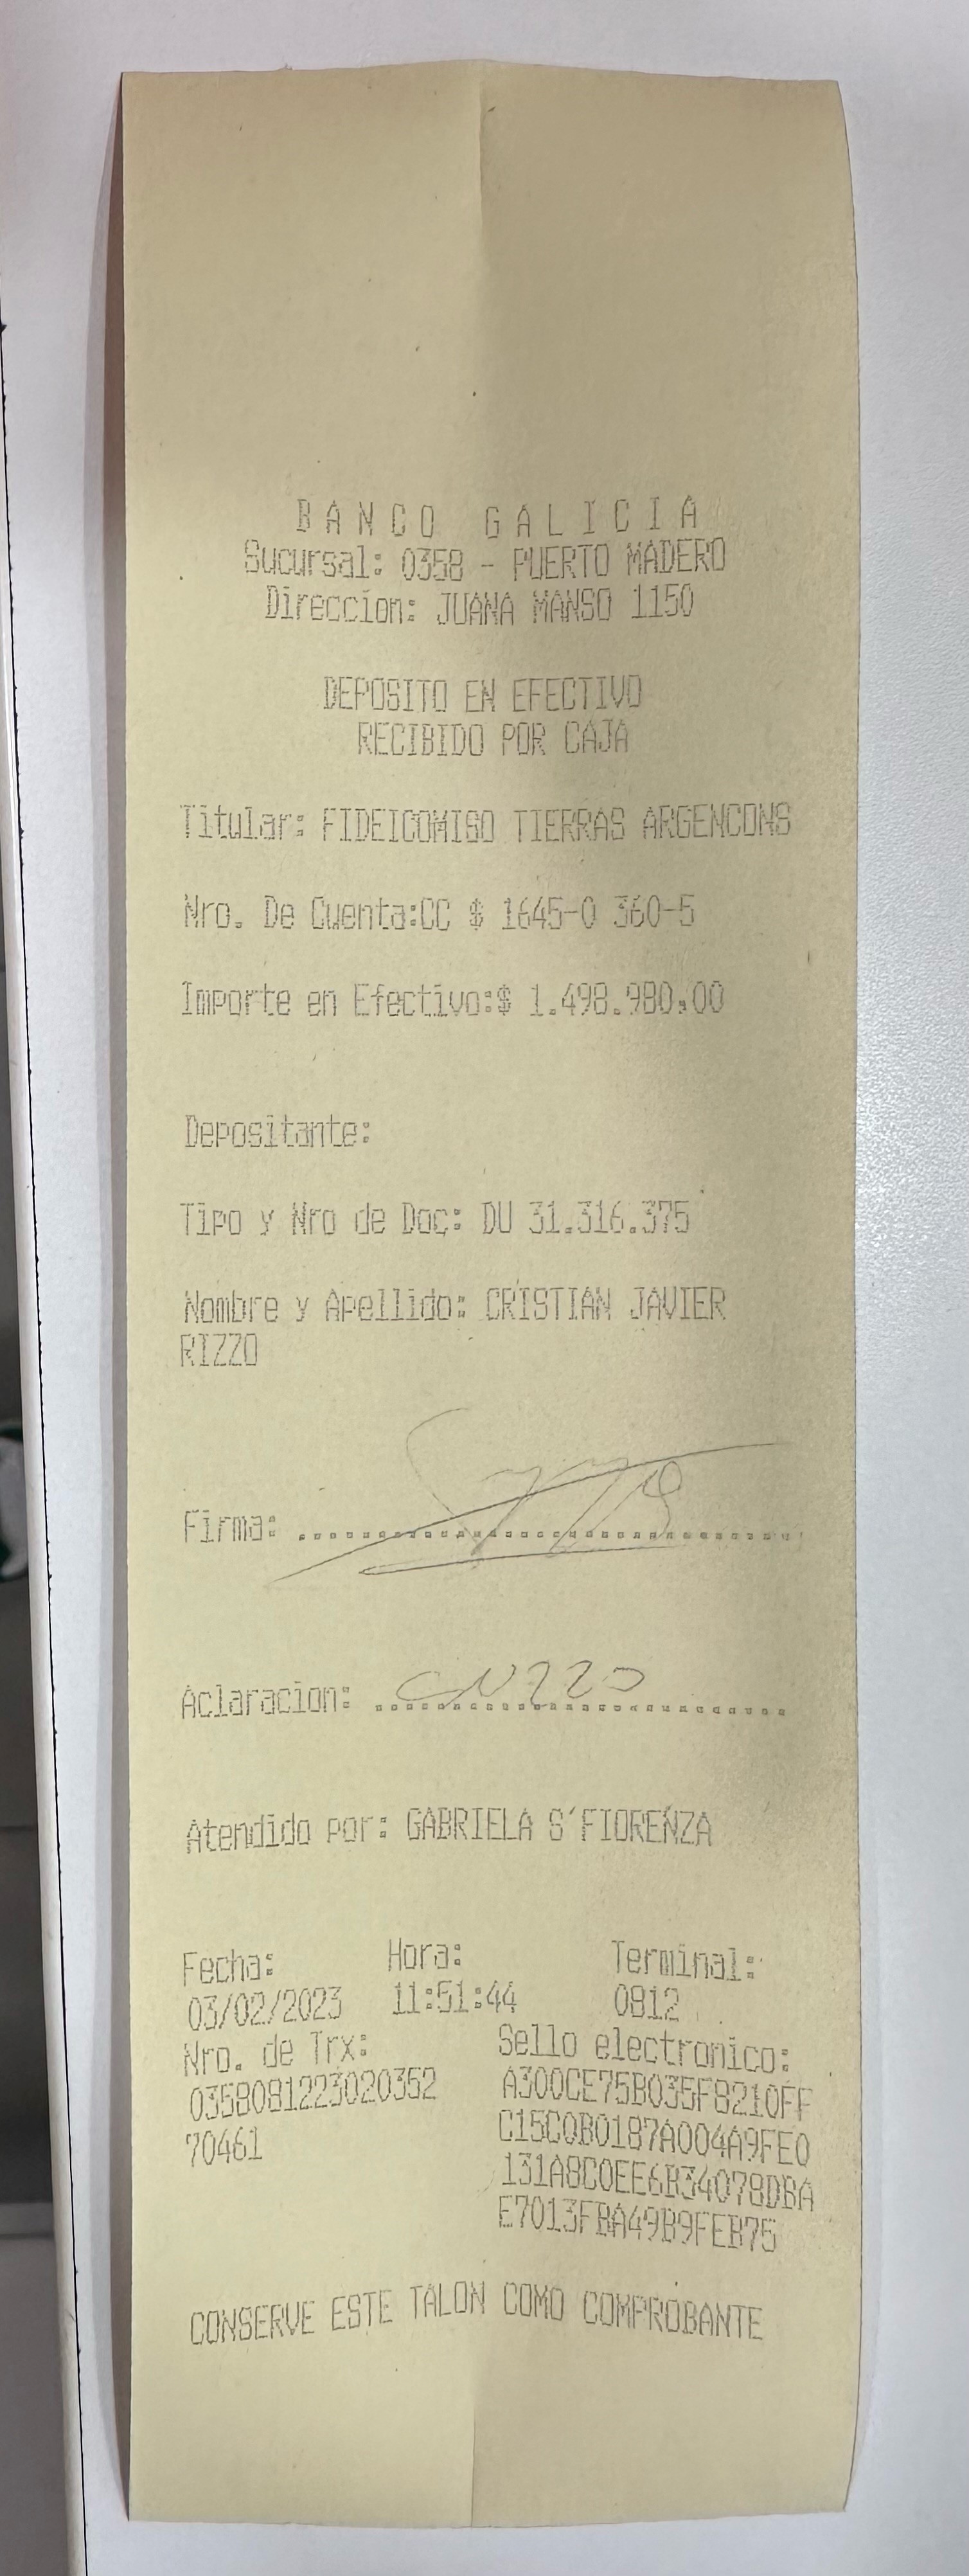 BANCO GALICIA
Sucursal: 0358 - PUERTO MADERO
Direccion: JUANA MANSO 1150
DEPOSITO EN EFECTIVO
RECIBIDO POR CAJA
Titular: FIDEICOMISO TIERRAS ARGENCONS
Nro. De Cuenta:CC $ 1645-0 360-5
Importe en Efectivo:$ 1.498.980,00
Depositante:
Tipo y Nro de Doc: DU 31.316.375
Nombre y Apellido: CRISTIAN JAVIER
RIZZO
Firma:
Aclaracion:
Atendido por: GABRIELA S'FIORENZA
Fecha: Hora: Terminal:
03/02/2023 11:51:44 0812
Nro. de Trx: Sello electronico:
0358081223020352 A300CE75B035F8210FF
70461 C15C0B0187A004A9FE0
131A8C0EE6B34078DBA
E7013FBA49B9FEB75
CONSERVE ESTE TALON COMO COMPROBANTE